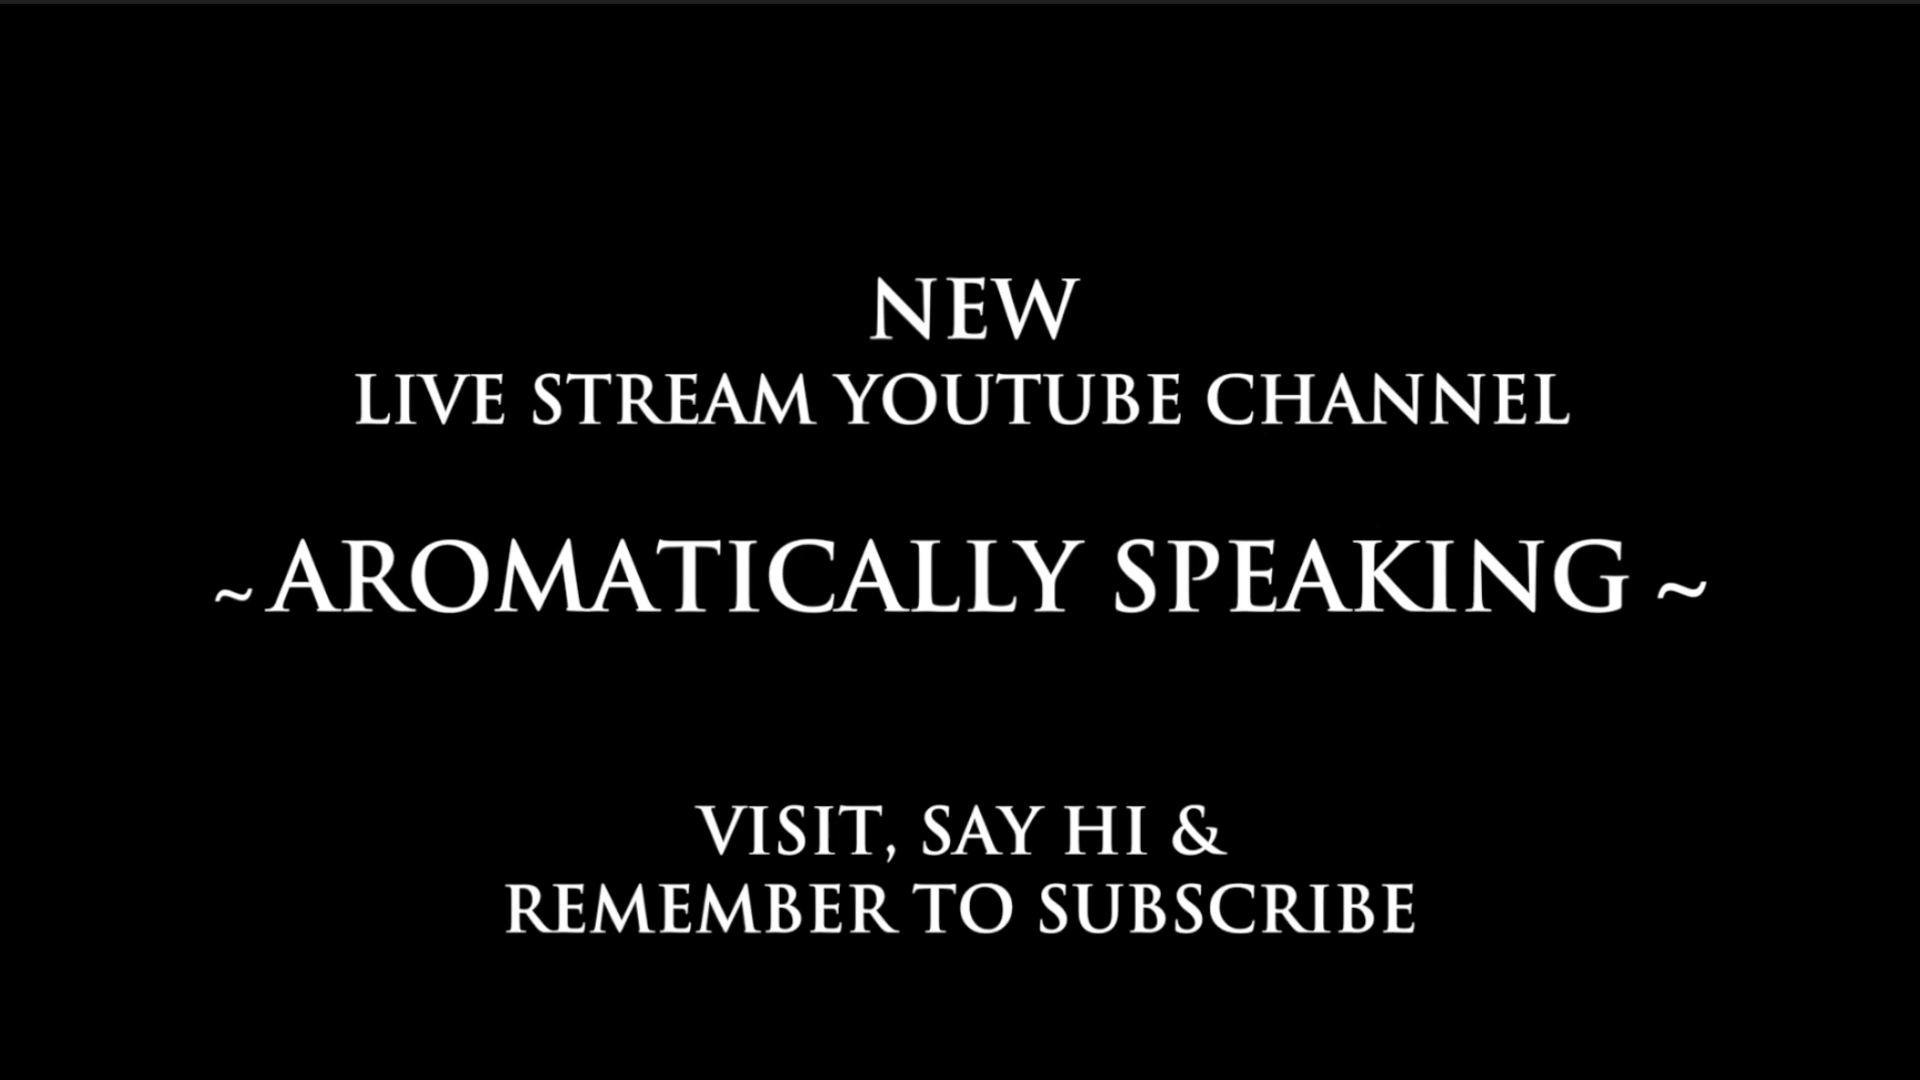 NEW
LIVE STREAM YOUTUBE CHANNEL
~AROMATICALLY SPEAKING~
VISIT, SAY HI &
REMEMBER TO SUBSCRIBE